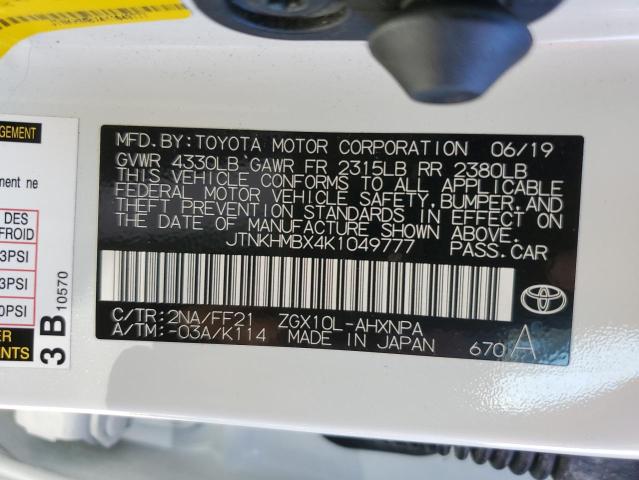 MFD. BY: TOYOTA MOTOR CORPORATION 06/19
GVWR 4330LB GAWR FR 2315LB RR 2380LB
THIS VEHICLE CONFORMS TO ALL APPLICABLE
FEDERAL MOTOR VEHICLE SAFETY, BUMPER, AND
THEFT PREVENTION STANDARDS IN EFFECT ON
THE DATE OF MANUFACTURE SHOWN ABOVE.
JTNKHMBX4K1049777 PASS. CAR
C/TR: 2NA/FF21 ZGX10L-AHXNPA
A/TM: -03A/K114 MADE IN JAPAN 670 A
TOYOTA
GEMENT
ment ne
DES
FROID
3PSI
3PSI
0PSI
3 B 10570